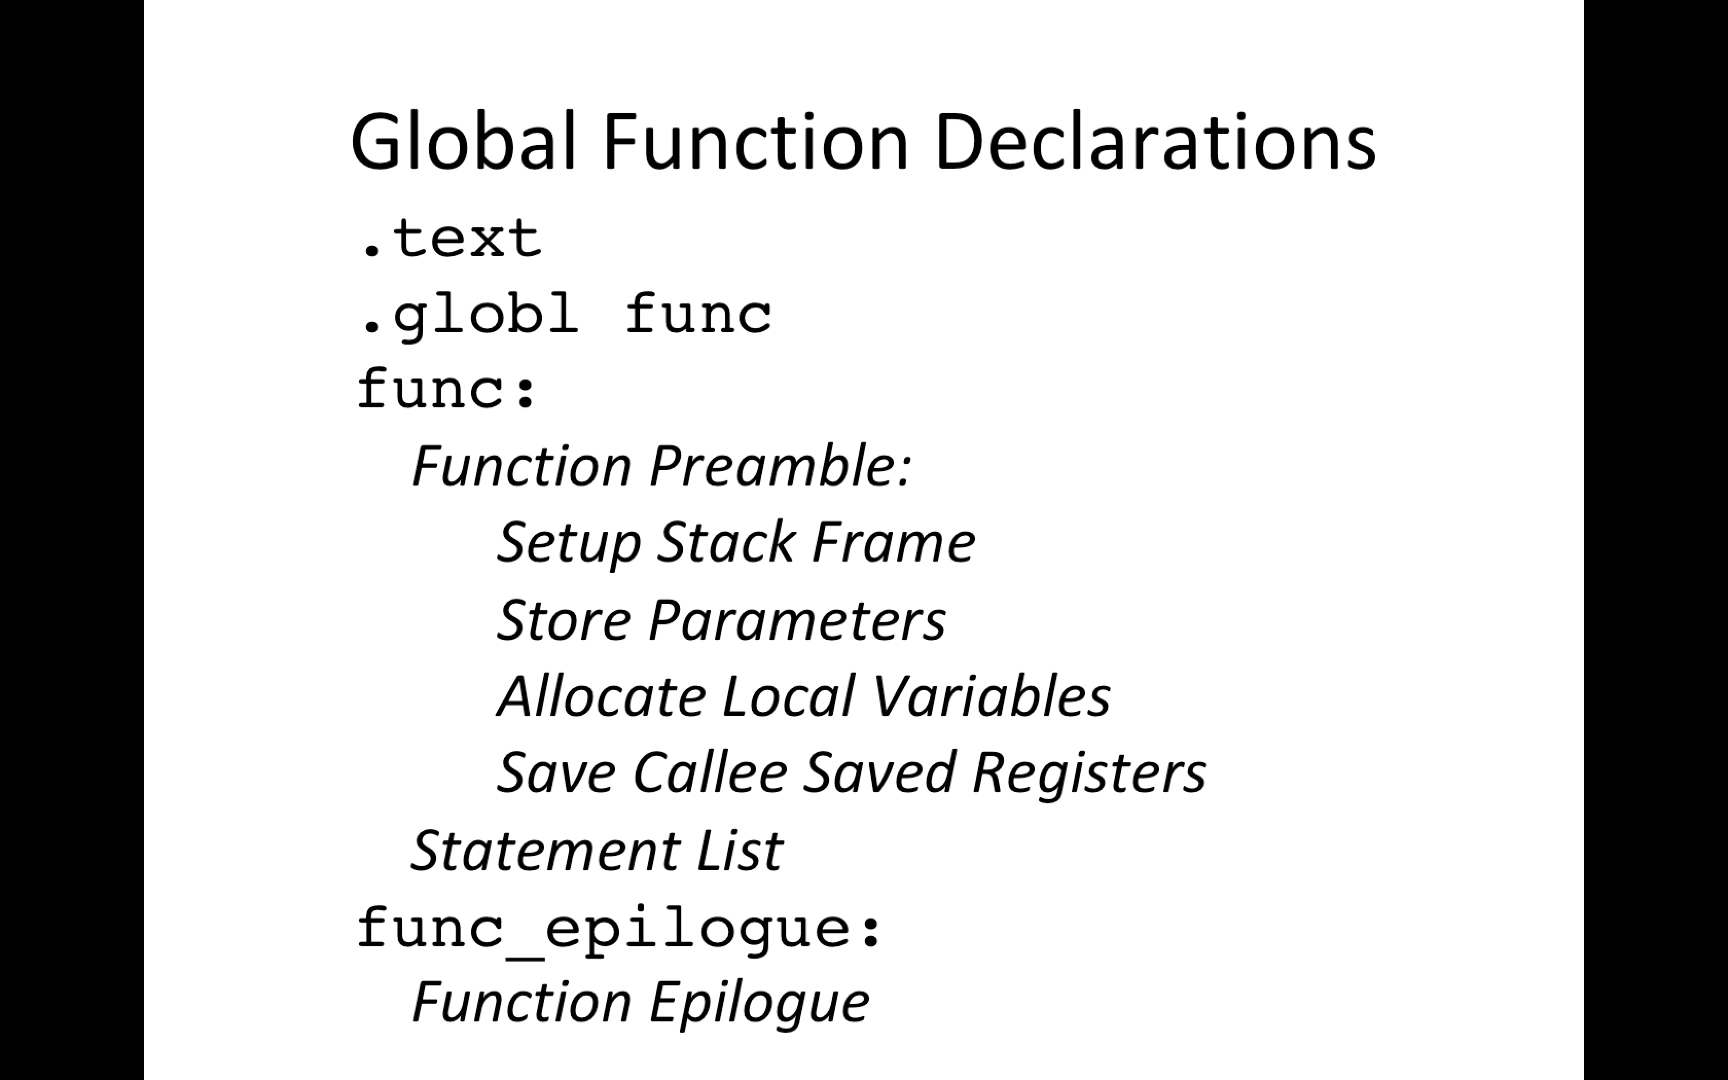 Global Function Declarations
.text
.globl func
func:
Function Preamble:
Setup Stack Frame
Store Parameters
Allocate Local Variables
Save Callee Saved Registers
Statement List
func_epilogue:
Function Epilogue